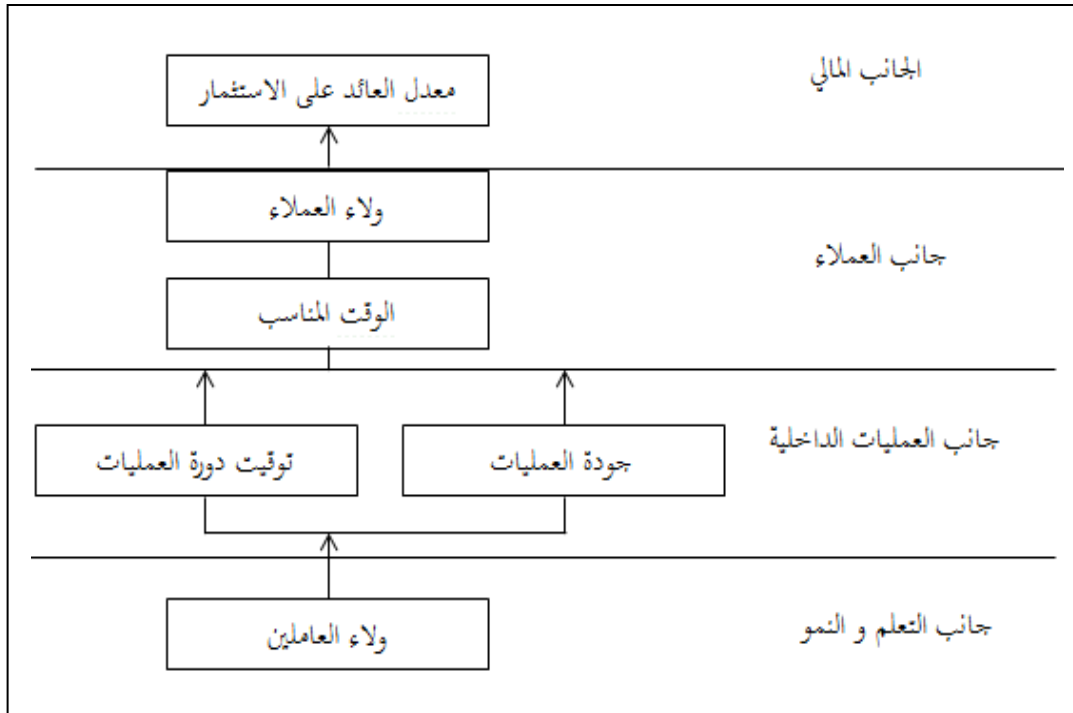 الجانب المالي
معدل العائد على الاستثمار
ولاء العملاء
جانب العملاء
الوقت المناسب
جانب العمليات الداخلية
جودة العمليات
توقيت دورة العمليات
جانب التعلم و النمو
ولاء العاملين